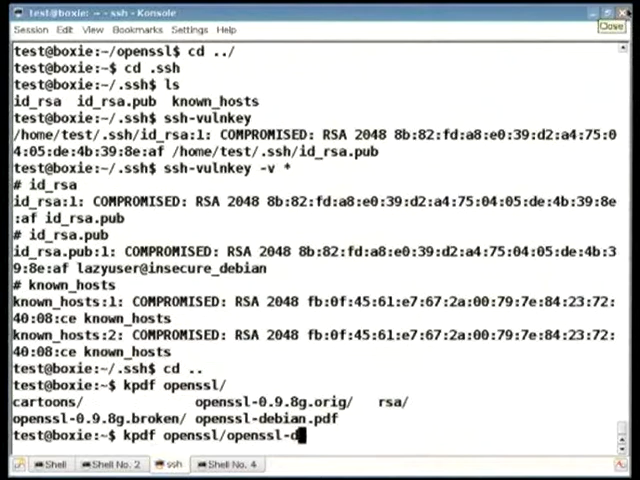 ~ - ssh - Konsole
Session Edit View Bookmarks Settings Help
Close
test@boxie:~/openssl$ cd ../
test@boxie:~$ cd .ssh
test@boxie:~/.ssh$ ls
id_rsa id_rsa.pub known_hosts
test@boxie:~/.ssh$ ssh-vulnkey
/home/test/.ssh/id_rsa:1: COMPROMISED: RSA 2048 8b:82:fd:a8:e0:39:d2:a4:75:0
4:05:de:4b:39:8e:af /home/test/.ssh/id_rsa.pub
test@boxie:~/.ssh$ ssh-vulnkey -v *
# id_rsa
id_rsa:1: COMPROMISED: RSA 2048 8b:82:fd:a8:e0:39:d2:a4:75:04:05:de:4b:39:8e
:af id_rsa.pub
# id_rsa.pub
id_rsa.pub:1: COMPROMISED: RSA 2048 8b:82:fd:a8:e0:39:d2:a4:75:04:05:de:4b:3
9:8e:af lazyuser@insecure_debian
# known_hosts
known_hosts:1: COMPROMISED: RSA 2048 fb:0f:45:61:e7:67:2a:00:79:7e:84:23:72:
40:08:ce known_hosts
known_hosts:2: COMPROMISED: RSA 2048 fb:0f:45:61:e7:67:2a:00:79:7e:84:23:72:
40:08:ce known_hosts
test@boxie:~/.ssh$ cd ..
test@boxie:~$ kpdf openssl/
cartoons/ openssl-0.9.8g.orig/ rsa/
openssl-0.9.8g.broken/ openssl-debian.pdf
test@boxie:~$ kpdf openssl/openssl-d
Shell Shell No. 2 ssh Shell No. 4